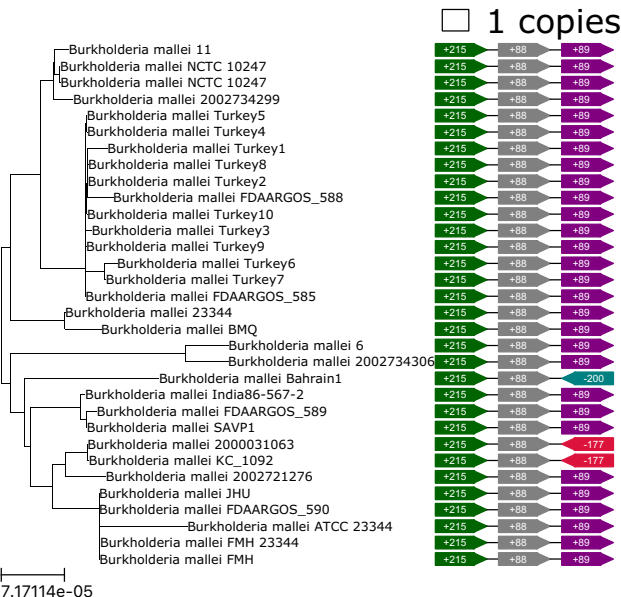 1 copies
Burkholderia mallei 11 +215 +88 +89
Burkholderia mallei NCTC 10247 +215 +88 +89
Burkholderia mallei NCTC 10247 +215 +88 +89
Burkholderia mallei 2002734299 +215 +88 +89
Burkholderia mallei Turkey5 +215 +88 +89
Burkholderia mallei Turkey4 +215 +88 +89
Burkholderia mallei Turkey1 +215 +88 +89
Burkholderia mallei Turkey8 +215 +88 +89
Burkholderia mallei Turkey2 +215 +88 +89
Burkholderia mallei FDAARGOS_588 +215 +88 +89
Burkholderia mallei Turkey10 +215 +88 +89
Burkholderia mallei Turkey3 +215 +88 +89
Burkholderia mallei Turkey9 +215 +88 +89
Burkholderia mallei Turkey6 +215 +88 +89
Burkholderia mallei Turkey7 +215 +88 +89
Burkholderia mallei FDAARGOS_585 +215 +88 +89
Burkholderia mallei 23344 +215 +88 +89
Burkholderia mallei BMQ +215 +88 +89
Burkholderia mallei 6 +215 +88 +89
Burkholderia mallei 2002734306 +215 +88 +89
Burkholderia mallei Bahrain1 +215 +88 -200
Burkholderia mallei India86-567-2 +215 +88 +89
Burkholderia mallei FDAARGOS_589 +215 +88 +89
Burkholderia mallei SAVP1 +215 +88 +89
Burkholderia mallei 2000031063 +215 +88 -177
Burkholderia mallei KC_1092 +215 +88 -177
Burkholderia mallei 2002721276 +215 +88 +89
Burkholderia mallei JHU +215 +88 +89
Burkholderia mallei FDAARGOS_590 +215 +88 +89
Burkholderia mallei ATCC 23344 +215 +88 +89
Burkholderia mallei FMH 23344 +215 +88 +89
Burkholderia mallei FMH +215 +88 +89
7.17114e-05